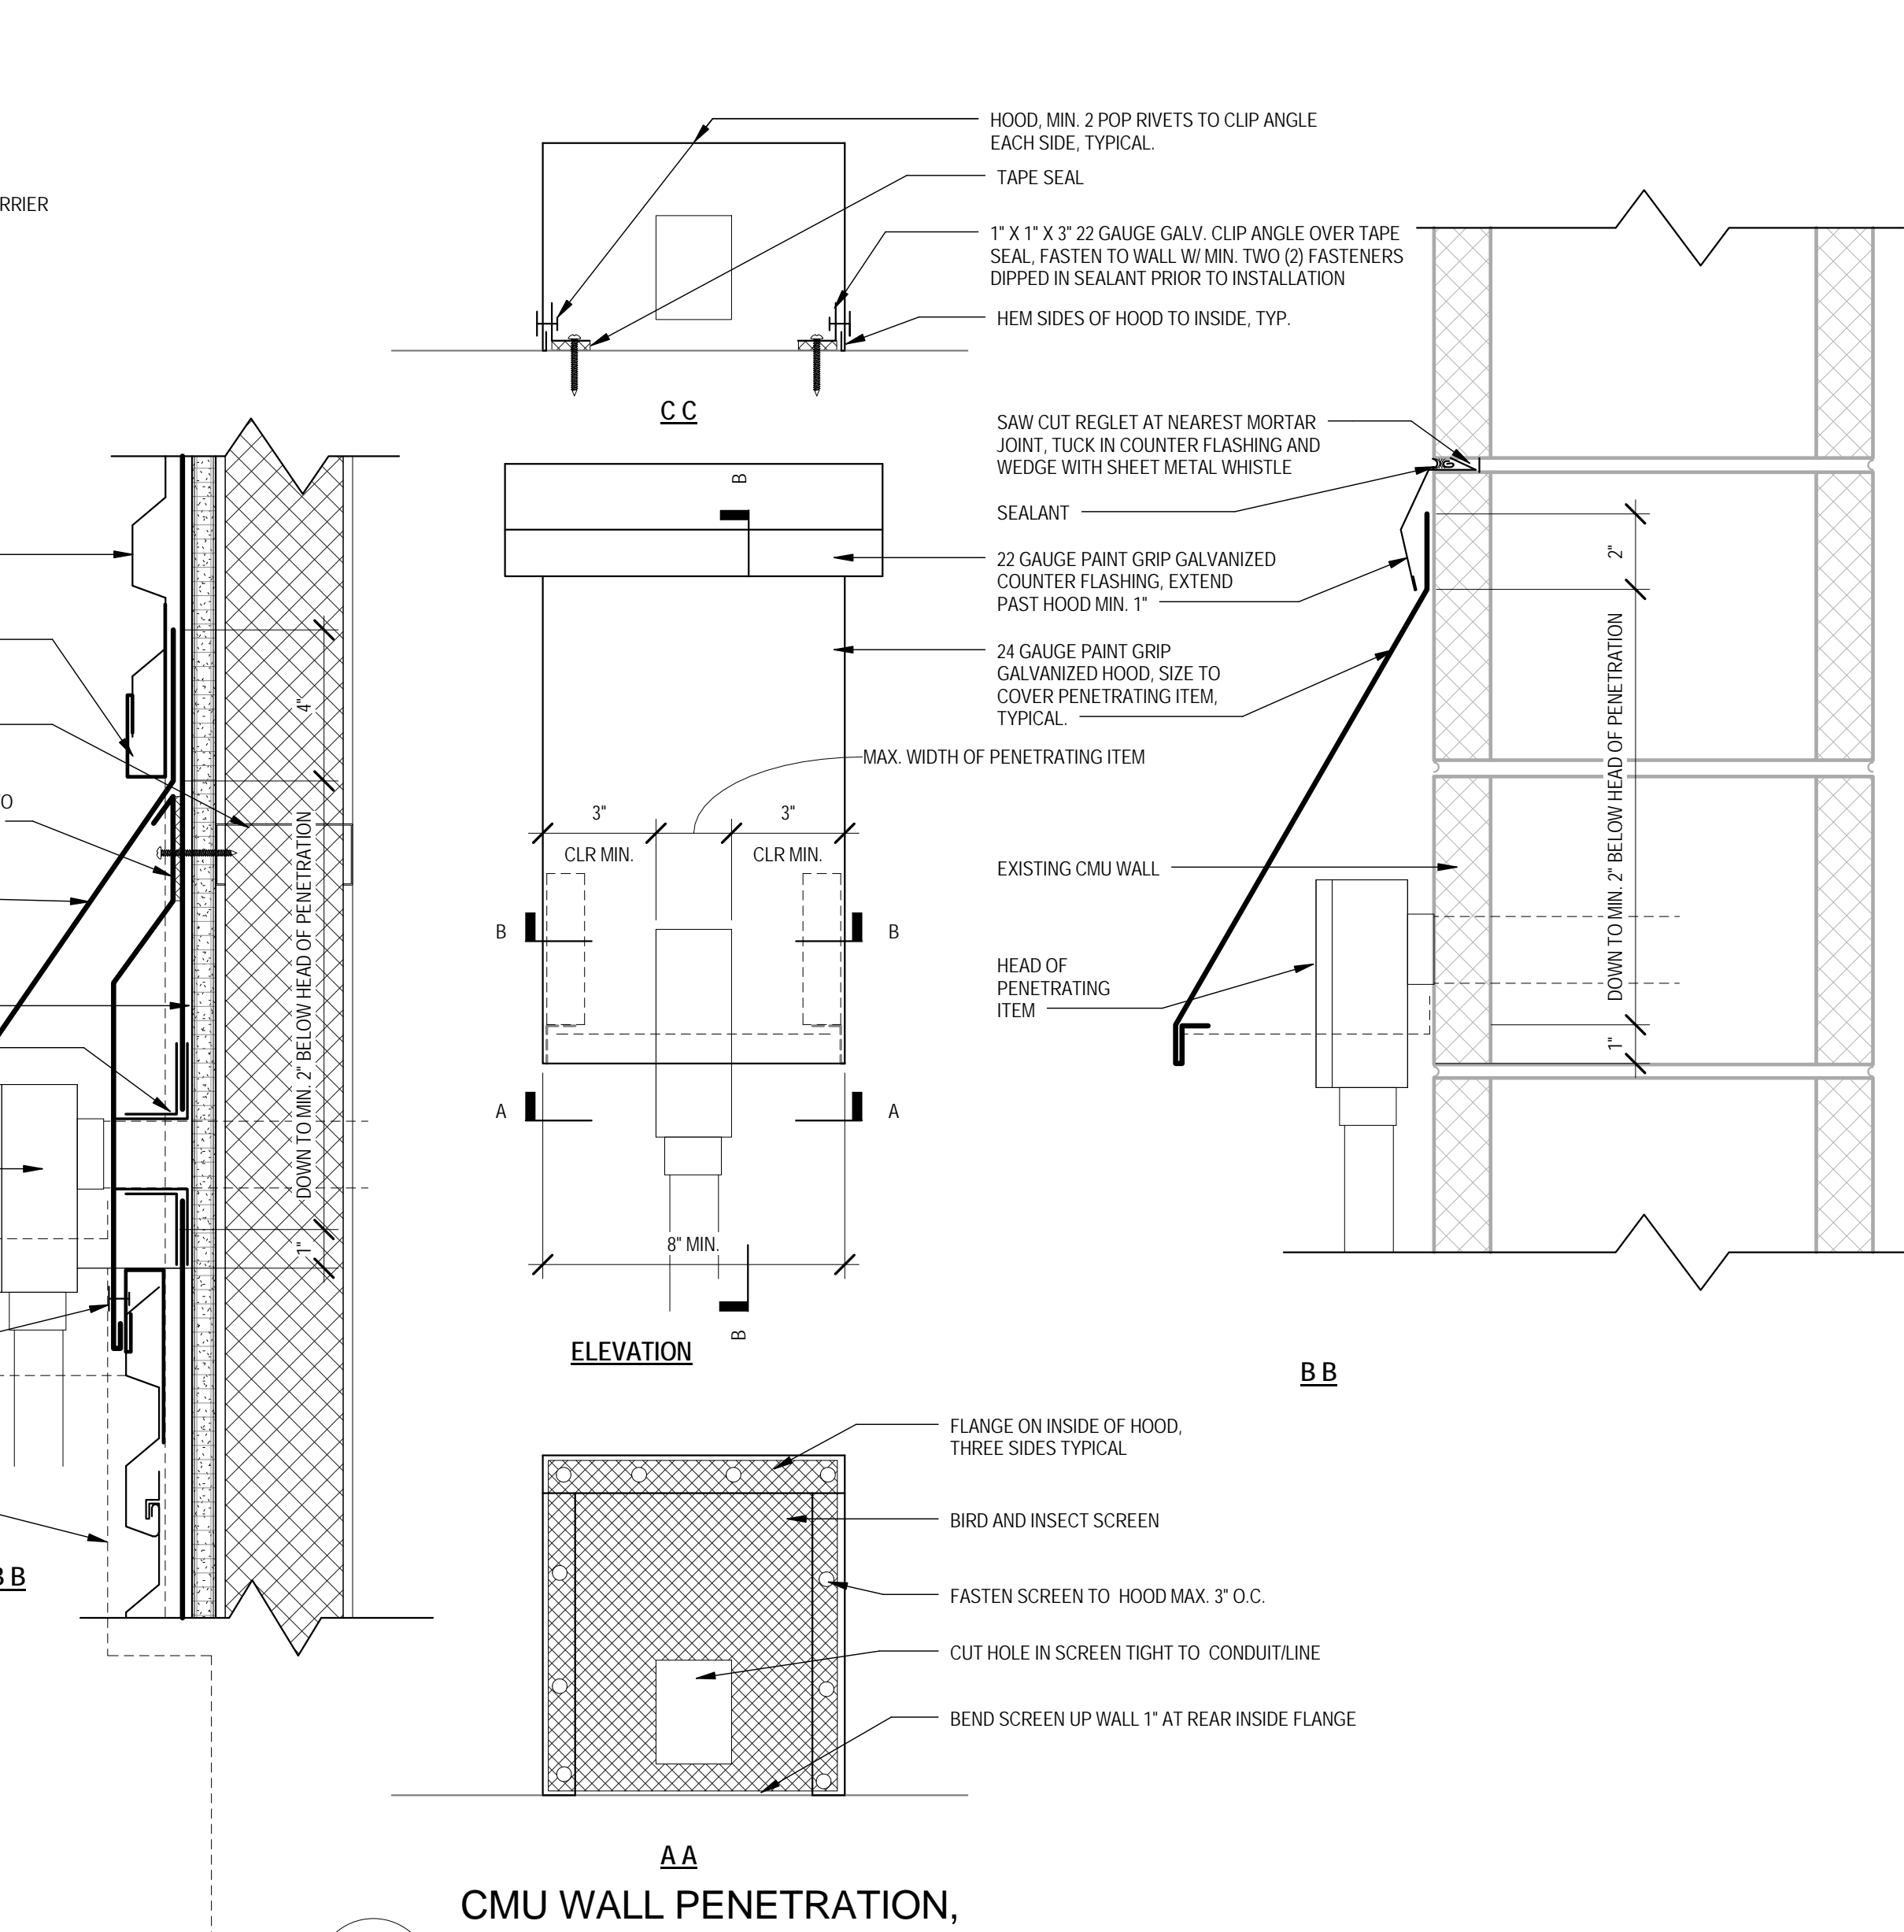 RRIER
HOOD, MIN. 2 POP RIVETS TO CLIP ANGLE
EACH SIDE, TYPICAL.
TAPE SEAL
1" X 1" X 3" 22 GAUGE GALV. CLIP ANGLE OVER TAPE
SEAL, FASTEN TO WALL W/ MIN. TWO (2) FASTENERS
DIPPED IN SEALANT PRIOR TO INSTALLATION
HEM SIDES OF HOOD TO INSIDE, TYP.
C C
SAW CUT REGLET AT NEAREST MORTAR
JOINT, TUCK IN COUNTER FLASHING AND
WEDGE WITH SHEET METAL WHISTLE
SEALANT
22 GAUGE PAINT GRIP GALVANIZED
COUNTER FLASHING, EXTEND
PAST HOOD MIN. 1"
24 GAUGE PAINT GRIP
GALVANIZED HOOD, SIZE TO
COVER PENETRATING ITEM,
TYPICAL.
MAX. WIDTH OF PENETRATING ITEM
EXISTING CMU WALL
HEAD OF
PENETRATING
ITEM
2"
DOWN TO MIN. 2" BELOW HEAD OF PENETRATION
1"
B B
B
3"
3"
CLR MIN.
CLR MIN.
B
B
A
A
8" MIN.
B
ELEVATION
4"
DOWN TO MIN. 2" BELOW HEAD OF PENETRATION
1"
TO
B B
FLANGE ON INSIDE OF HOOD,
THREE SIDES TYPICAL
BIRD AND INSECT SCREEN
FASTEN SCREEN TO HOOD MAX. 3" O.C.
CUT HOLE IN SCREEN TIGHT TO CONDUIT/LINE
BEND SCREEN UP WALL 1" AT REAR INSIDE FLANGE
A A
CMU WALL PENETRATION,